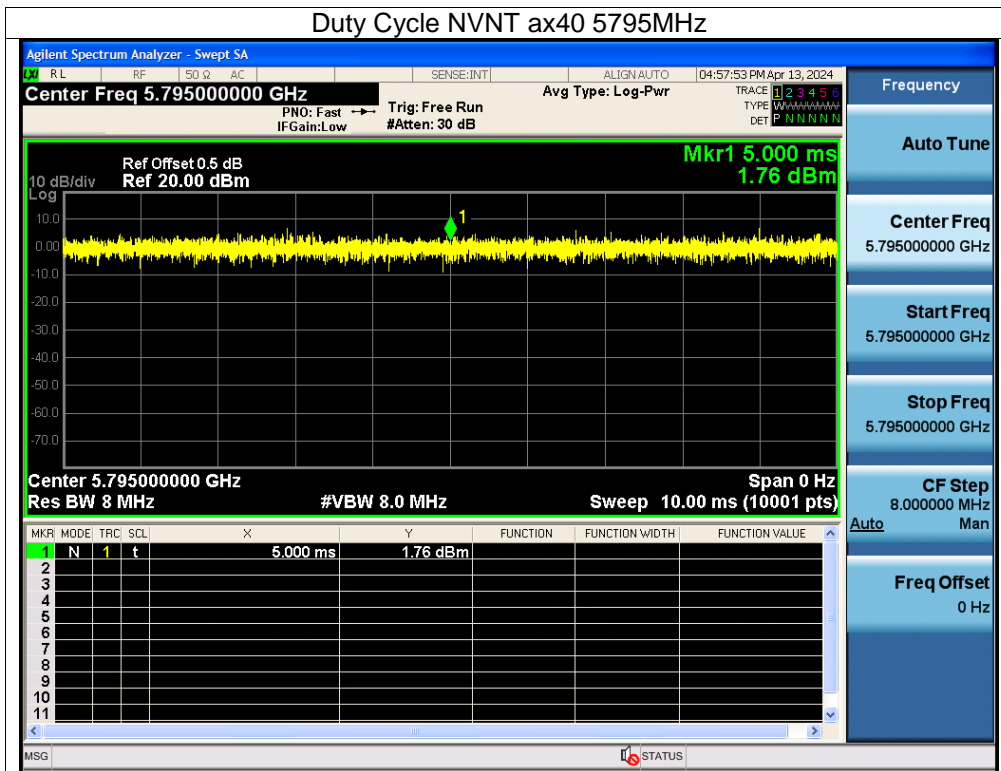 Duty Cycle NVNT ax40 5795MHz
Agilent Spectrum Analyzer - Swept SA
LXI RL RF 50 Ω AC SENSE:INT ALIGN AUTO 04:57:53 PM Apr 13, 2024
Center Freq 5.795000000 GHz
PNO: Fast
IFGain:Low
Trig: Free Run
#Atten: 30 dB
Avg Type: Log-Pwr
TRACE 1 2 3 4 5 6
TYPE WWWWWW
DET P N N N N N
Mkr1 5.000 ms
1.76 dBm
Ref Offset 0.5 dB
Ref 20.00 dBm
10 dB/div
Log
1
10.0
0.00
-10.0
-20.0
-30.0
-40.0
-50.0
-60.0
-70.0
Center 5.795000000 GHz Span 0 Hz
Res BW 8 MHz #VBW 8.0 MHz Sweep 10.00 ms (10001 pts)
MKR MODE TRC SCL X Y FUNCTION FUNCTION WIDTH FUNCTION VALUE
1 N 1 t 5.000 ms 1.76 dBm
2
3
4
5
6
7
8
9
10
11
MSG STATUS
Frequency
Auto Tune
Center Freq
5.795000000 GHz
Start Freq
5.795000000 GHz
Stop Freq
5.795000000 GHz
CF Step
8.000000 MHz
Auto Man
Freq Offset
0 Hz